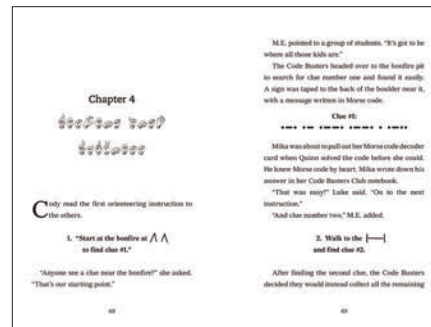 Chapter 4
Cody read the first orienteering instruction to
the others.
1. "Start at the bonfire at
to find clue #1."
"Anyone see a clue near the bonfire?" she asked.
"That's our starting point."
M.E. pointed to a group of students. "It's got to be
where all those kids are."
The Code Busters headed over to the bonfire pit
to search for clue number one and found it easily.
A sign was taped to the back of the boulder near it,
with a message written in Morse code.
Clue #1:
Mika was about to pull out her Morse code decoder
card when Quinn solved the code before she could.
He knew Morse code by heart. Mika wrote down his
answer in her Code Busters Club notebook.
"That was easy!" Luke said. "On to the next
instruction."
"And clue number two," M.E. added.
2. Walk to the
and find clue #2.
After finding the second clue, the Code Busters
decided they would instead collect all the remaining